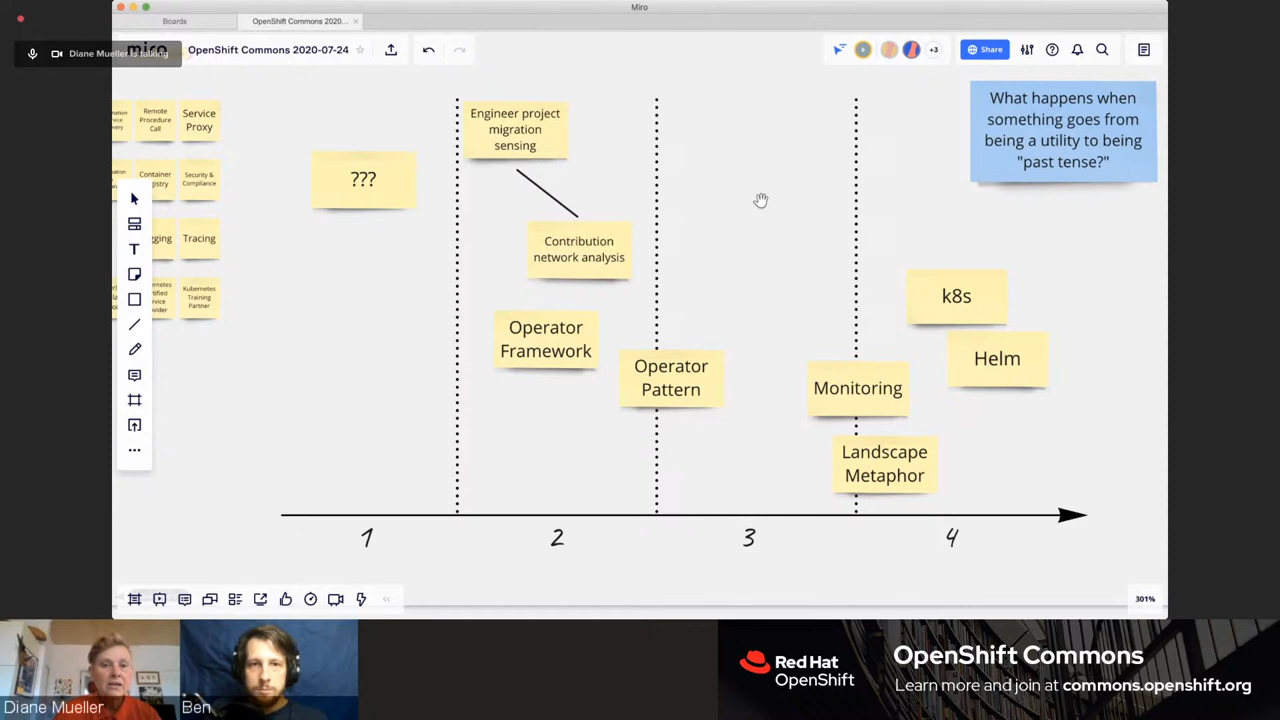 Miro
Boards
OpenShift Commons 2020...
Diane Mueller is talking
OpenShift Commons 2020-07-24
+3
Share
Remote
Procedure
Call
Service
Proxy
Container
Security &
Compliance
Tracing
Kubernetes
Training
Partner
???
Engineer project
migration
sensing
Contribution
network analysis
Operator
Framework
Operator
Pattern
Monitoring
Landscape
Metaphor
k8s
Helm
What happens when
something goes from
being a utility to being
"past tense?"
1
2
3
4
301%
Diane Mueller
Ben
Red Hat
OpenShift
OpenShift Commons
Learn more and join at commons.openshift.org